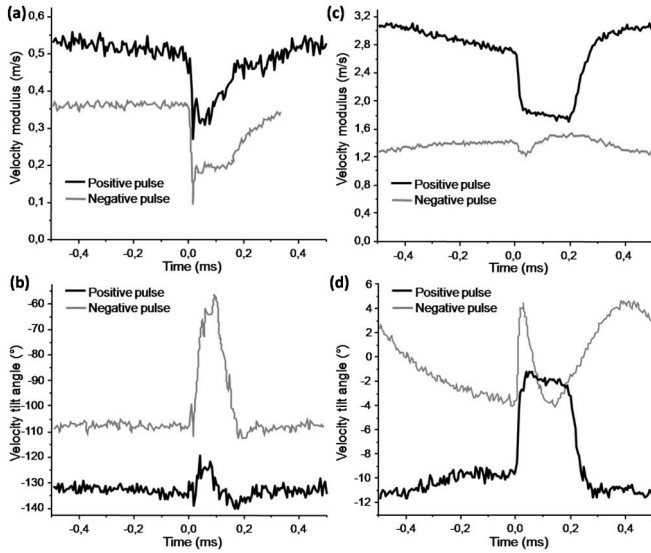 (a)
Velocity modulus (m/s)
0,6
0,5
0,4
0,3
0,2
0,1
0,0
Positive pulse
Negative pulse
-0,4 -0,2 0,0 0,2 0,4
Time (ms)
(c)
Velocity modulus (m/s)
3,2
2,8
2,4
2,0
1,6
1,2
0,8
0,4
0,0
Positive pulse
Negative pulse
-0,4 -0,2 0,0 0,2 0,4
Time (ms)
(b)
Velocity tilt angle (°)
-60
-70
-80
-90
-100
-110
-120
-130
-140
Positive pulse
Negative pulse
-0,4 -0,2 0,0 0,2 0,4
Time (ms)
(d)
Velocity tilt angle (°)
6
4
2
0
-2
-4
-6
-8
-10
-12
Positive pulse
Negative pulse
-0,4 -0,2 0,0 0,2 0,4
Time (ms)